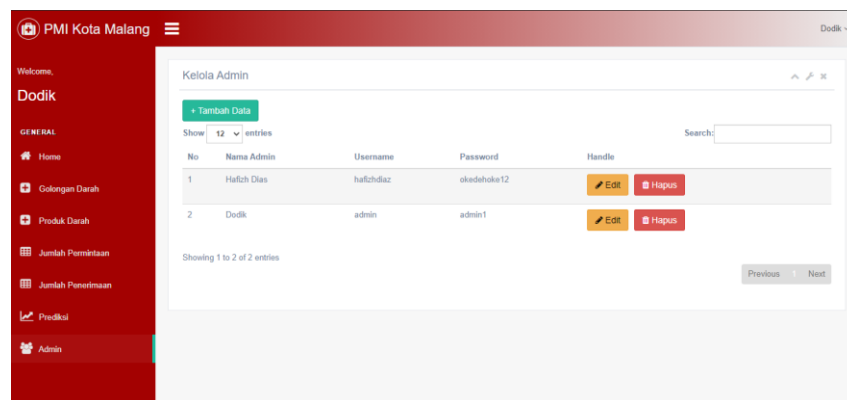 PMI Kota Malang
Dodik
Welcome,
Dodik
GENERAL
Home
Golongan Darah
Produk Darah
Jumlah Permintaan
Jumlah Penerimaan
Prediksi
Admin
Kelola Admin
+ Tambah Data
Show 12 entries Search:
No Nama Admin Username Password Handle
1 Hafizh Dias hafizhdiaz okedehoke12 Edit Hapus
2 Dodik admin admin1 Edit Hapus
Showing 1 to 2 of 2 entries
Previous 1 Next